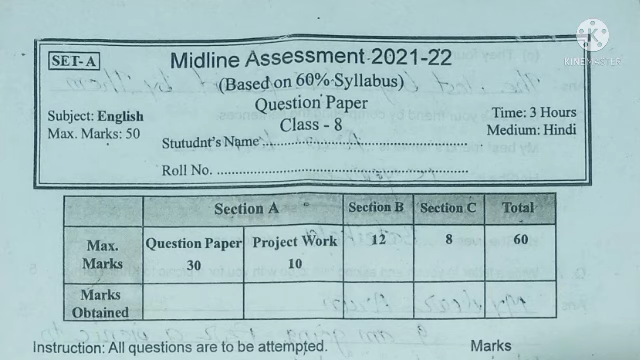 KINEMASTER
SET-A
Midline Assessment 2021-22
(Based on 60% Syllabus)
Question Paper
Subject: English
Time: 3 Hours
Max. Marks: 50
Class - 8
Medium: Hindi
Stutudnt's Name
Roll No.
Section A Section B Section C Total
Max. Marks Question Paper 30 Project Work 10 12 8 60
Marks Obtained
Instruction: All questions are to be attempted. Marks